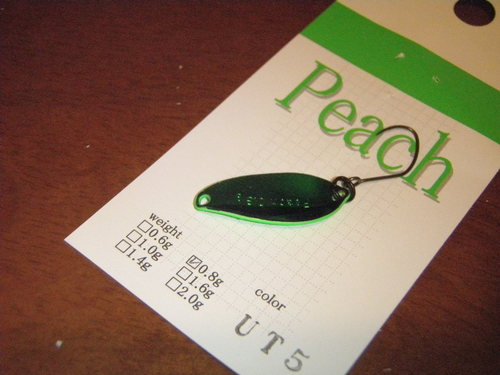 Peach
weight
0.6g
1.0g
1.4g
0.8g
1.6g
2.0g
color
UT5